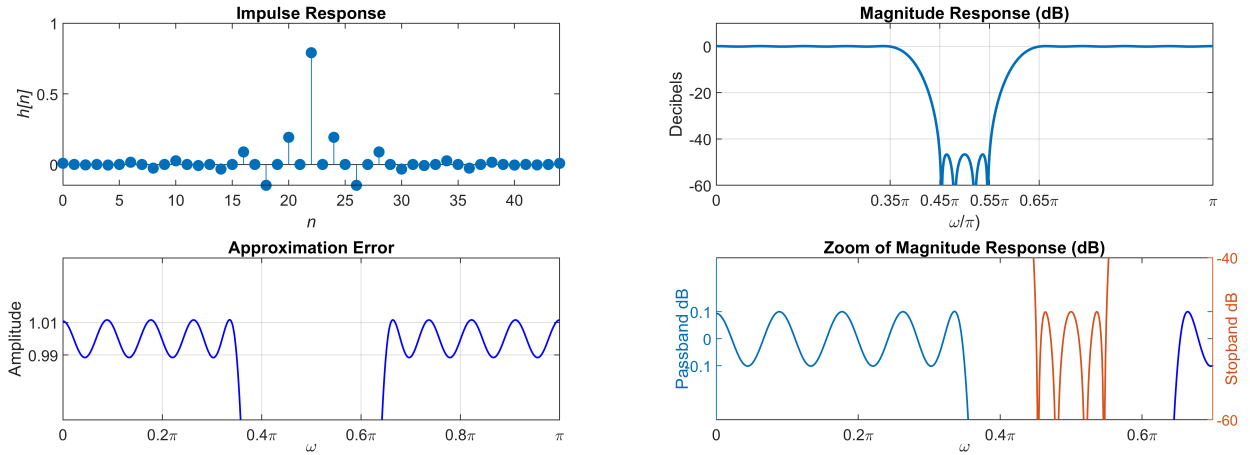 Impulse Response
1
0.5
0
h[n]
0 5 10 15 20 25 30 35 40
n
Magnitude Response (dB)
0
-20
-40
-60
Decibels
0 0.35π 0.45π 0.55π 0.65π π
ω/π)
Approximation Error
1.01
0.99
Amplitude
0 0.2π 0.4π 0.6π 0.8π π
ω
Zoom of Magnitude Response (dB)
0.1
0
-0.1
Passband dB
-40
-60
Stopband dB
0 0.2π 0.4π 0.6π
ω